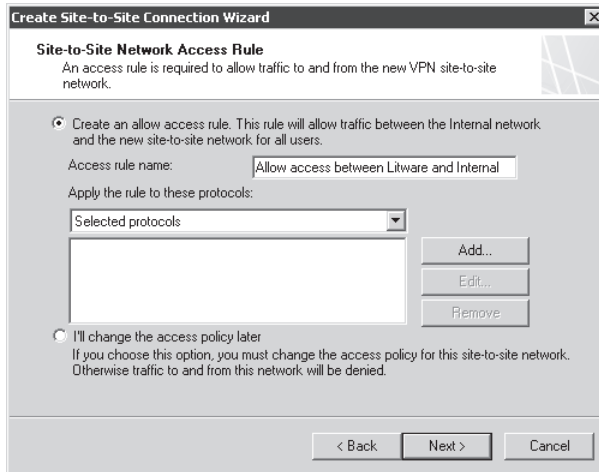 Create Site-to-Site Connection Wizard
Site-to-Site Network Access Rule
An access rule is required to allow traffic to and from the new VPN site-to-site
network.
Create an allow access rule. This rule will allow traffic between the Internal network
and the new site-to-site network for all users.
Access rule name: Allow access between Litware and Internal
Apply the rule to these protocols:
Selected protocols
Add...
Edit...
Remove
I'll change the access policy later
If you choose this option, you must change the access policy for this site-to-site network.
Otherwise traffic to and from this network will be denied.
< Back Next > Cancel